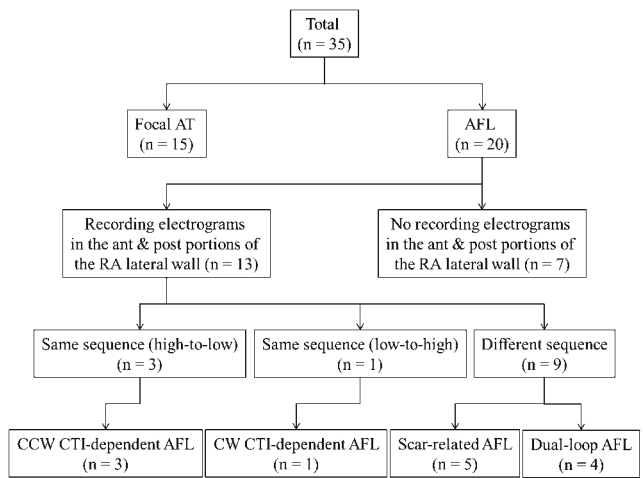 Total
(n = 35)
Focal AT
(n = 15)
AFL
(n = 20)
Recording electrograms
in the ant & post portions of
the RA lateral wall (n = 13)
No recording electrograms
in the ant & post portions of
the RA lateral wall (n = 7)
Same sequence (high-to-low)
(n = 3)
Same sequence (low-to-high)
(n = 1)
Different sequence
(n = 9)
CCW CTI-dependent AFL
(n = 3)
CW CTI-dependent AFL
(n = 1)
Scar-related AFL
(n = 5)
Dual-loop AFL
(n = 4)